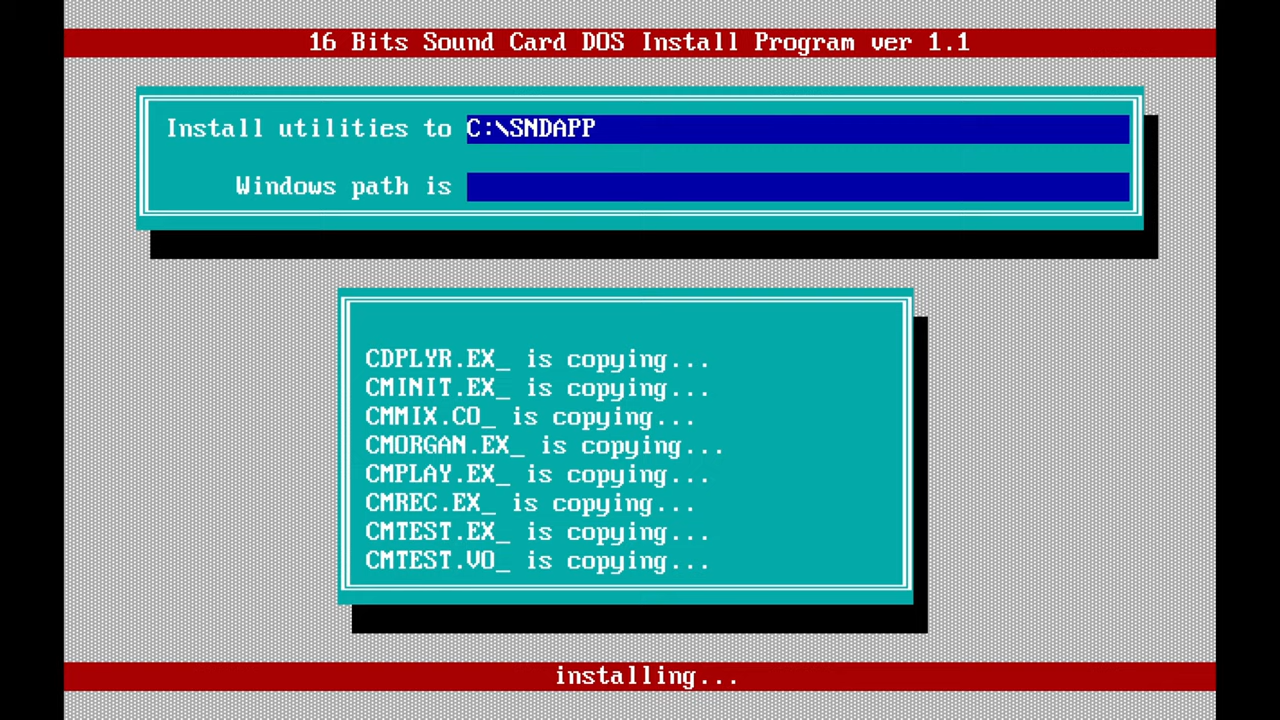 16 Bits Sound Card DOS Install Program ver 1.1
Install utilities to C:\SNDAPP
Windows path is
CDPLYR.EX_ is copying...
CMINIT.EX_ is copying...
CMMIX.CO_ is copying...
CMORGAN.EX_ is copying...
CMPLAY.EX_ is copying...
CMREC.EX_ is copying...
CMTEST.EX_ is copying...
CMTEST.VO_ is copying...
installing...